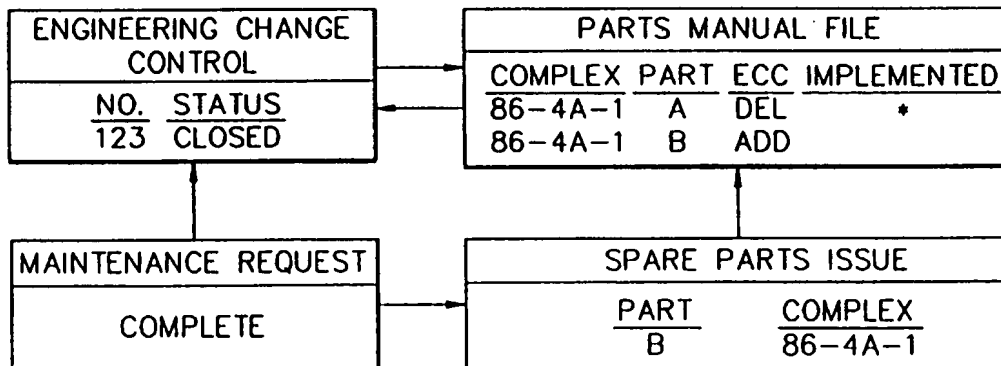 ENGINEERING CHANGE
CONTROL
NO. STATUS
123 CLOSED
PARTS MANUAL FILE
COMPLEX PART ECC IMPLEMENTED
86-4A-1 A DEL *
86-4A-1 B ADD
MAINTENANCE REQUEST
COMPLETE
SPARE PARTS ISSUE
PART COMPLEX
B 86-4A-1